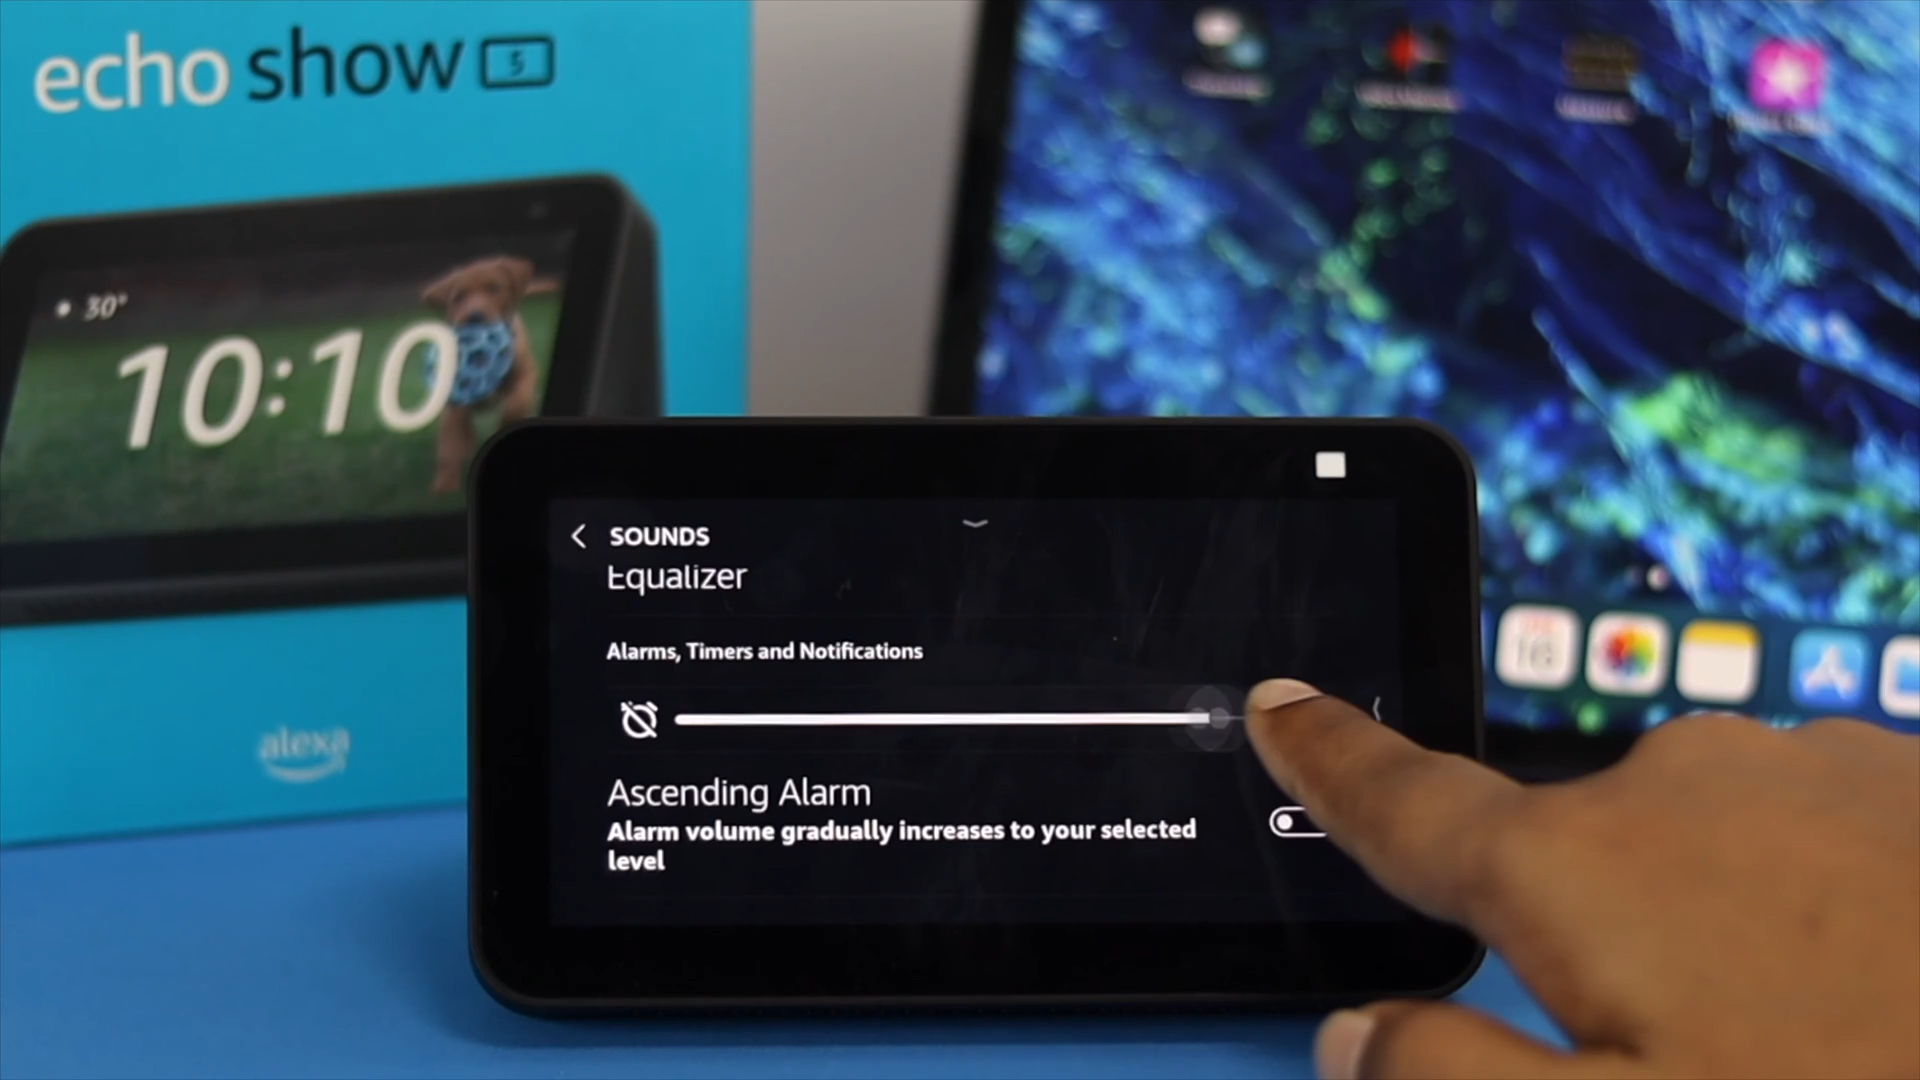 echo show 5
30°
10:10
alexa
SOUNDS
Equalizer
Alarms, Timers and Notifications
Ascending Alarm
Alarm volume gradually increases to your selected
level
16